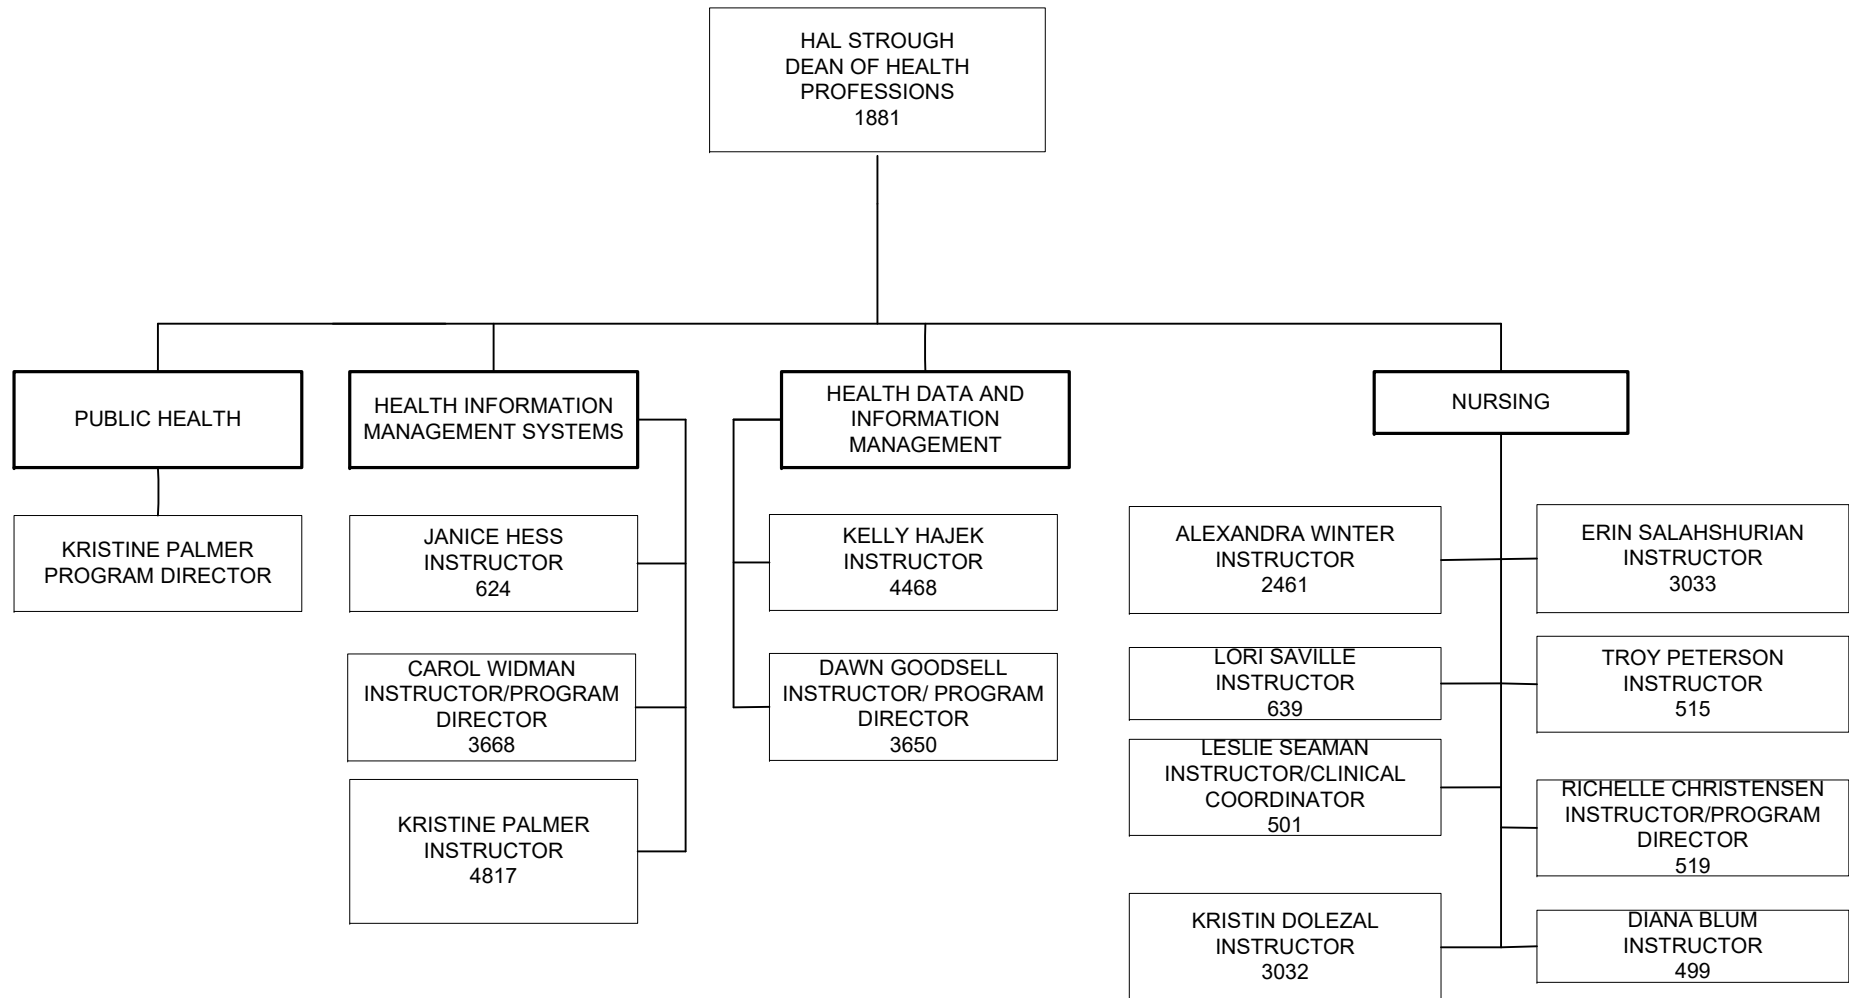 HAL STROUGH
DEAN OF HEALTH
PROFESSIONS
1881
PUBLIC HEALTH
HEALTH INFORMATION
MANAGEMENT SYSTEMS
HEALTH DATA AND
INFORMATION
MANAGEMENT
NURSING
KRISTINE PALMER
PROGRAM DIRECTOR
JANICE HESS
INSTRUCTOR
624
CAROL WIDMAN
INSTRUCTOR/PROGRAM
DIRECTOR
3668
KRISTINE PALMER
INSTRUCTOR
4817
KELLY HAJEK
INSTRUCTOR
4468
DAWN GOODSELL
INSTRUCTOR/ PROGRAM
DIRECTOR
3650
ALEXANDRA WINTER
INSTRUCTOR
2461
LORI SAVILLE
INSTRUCTOR
639
LESLIE SEAMAN
INSTRUCTOR/CLINICAL
COORDINATOR
501
KRISTIN DOLEZAL
INSTRUCTOR
3032
ERIN SALAHSHURIAN
INSTRUCTOR
3033
TROY PETERSON
INSTRUCTOR
515
RICHELLE CHRISTENSEN
INSTRUCTOR/PROGRAM
DIRECTOR
519
DIANA BLUM
INSTRUCTOR
499